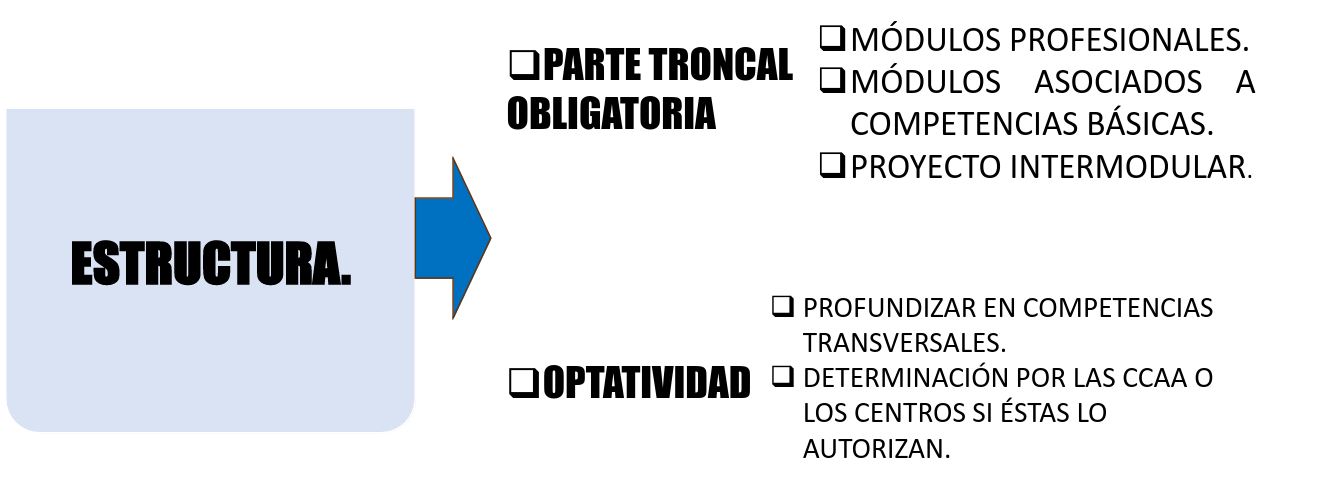 ESTRUCTURA.
❑PARTE TRONCAL
OBLIGATORIA
❑MÓDULOS PROFESIONALES.
❑MÓDULOS ASOCIADOS A
COMPETENCIAS BÁSICAS.
❑PROYECTO INTERMODULAR.
❑OPTATIVIDAD
❑ PROFUNDIZAR EN COMPETENCIAS
TRANSVERSALES.
❑ DETERMINACIÓN POR LAS CCAA O
LOS CENTROS SI ÉSTAS LO
AUTORIZAN.